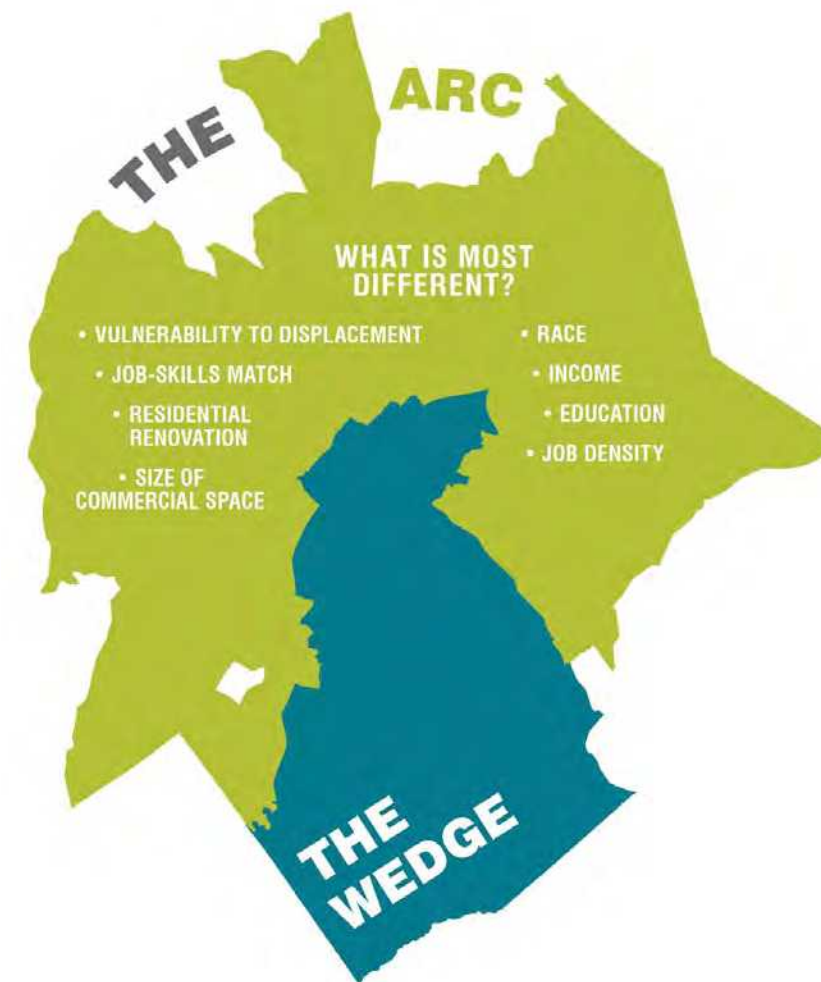 THE
ARC
WHAT IS MOST
DIFFERENT?
• VULNERABILITY TO DISPLACEMENT
• JOB-SKILLS MATCH
• RESIDENTIAL
RENOVATION
• SIZE OF
COMMERCIAL SPACE
• RACE
• INCOME
• EDUCATION
• JOB DENSITY
THE
WEDGE